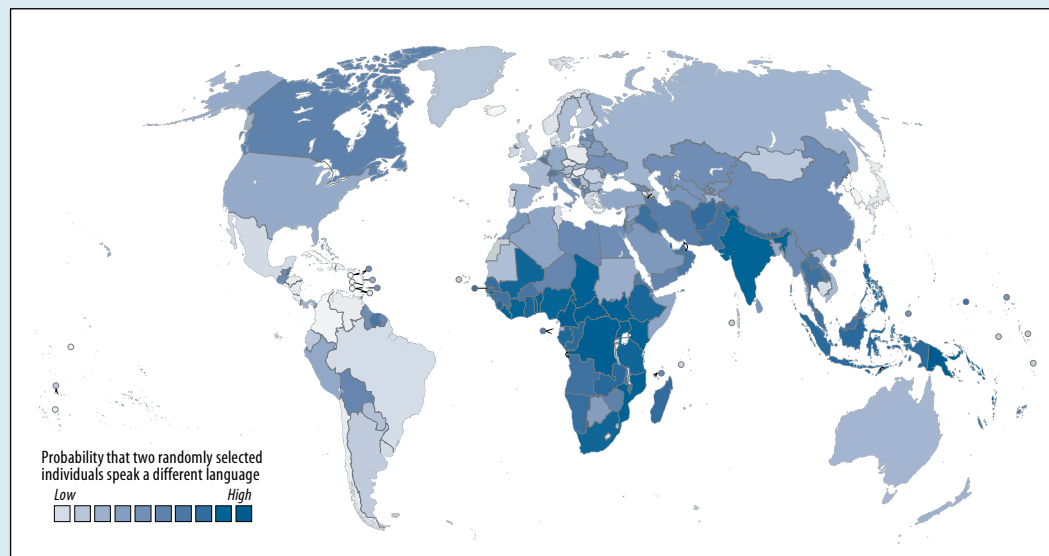 Probability that two randomly selected
individuals speak a different language
Low High